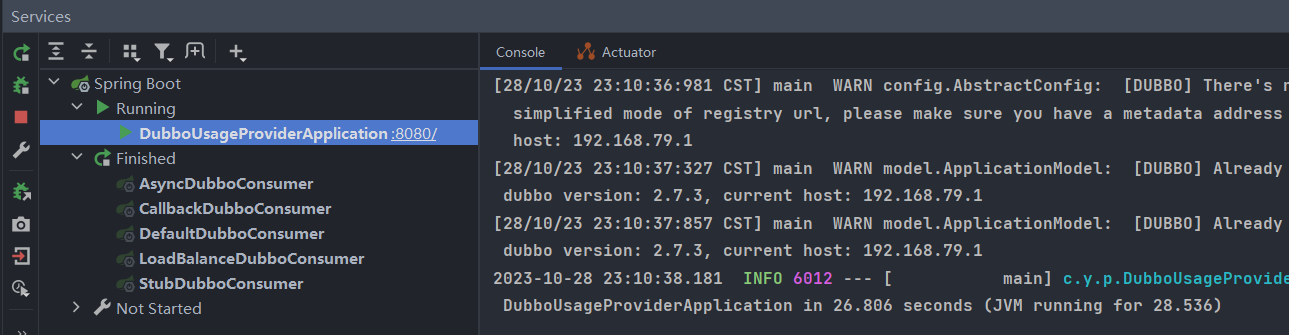 Services
Spring Boot
Running
DubboUsageProviderApplication :8080/
Finished
AsyncDubboConsumer
CallbackDubboConsumer
DefaultDubboConsumer
LoadBalanceDubboConsumer
StubDubboConsumer
Not Started
Console
Actuator
[28/10/23 23:10:36:981 CST] main  WARN config.AbstractConfig:  [DUBBO] There's
simplified mode of registry url, please make sure you have a metadata address
host: 192.168.79.1
[28/10/23 23:10:37:327 CST] main  WARN model.ApplicationModel:  [DUBBO] Already
dubbo version: 2.7.3, current host: 192.168.79.1
[28/10/23 23:10:37:857 CST] main  WARN model.ApplicationModel:  [DUBBO] Already
dubbo version: 2.7.3, current host: 192.168.79.1
2023-10-28 23:10:38.181  INFO 6012 --- [           main] c.y.p.DubboUsageProvide
DubboUsageProviderApplication in 26.806 seconds (JVM running for 28.536)